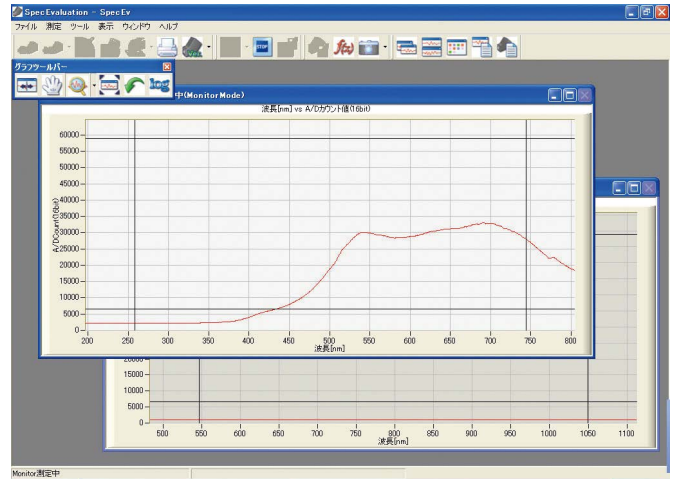 SpecEvaluation - SpecEv
ファイル 測定 ツール 表示 ウィンドウ ヘルプ
STOP
f(x)
グラフツールバー
log
中(MonitorMode)
波長[nm] vs A/Dカウント値(16bit)
A/DCount(16bit)
60000
55000
50000
45000
40000
35000
30000
25000
20000
15000
10000
5000
0
200 250 300 350 400 450 500 550 600 650 700 750 800
波長[nm]
20000
15000
10000
5000
0
500 550 600 650 700 750 800 850 900 950 1000 1050 1100
波長[nm]
Monitor測定中